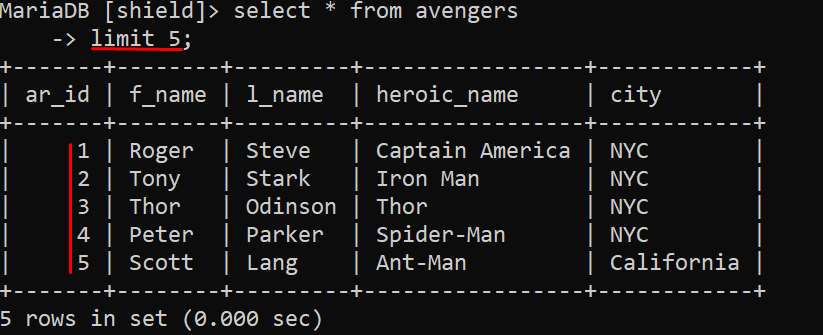 MariaDB [shield]> select * from avengers
    -> limit 5;
+-------+--------+---------+-----------------+------------+
| ar_id | f_name | l_name  | heroic_name     | city       |
+-------+--------+---------+-----------------+------------+
|     1 | Roger  | Steve   | Captain America | NYC        |
|     2 | Tony   | Stark   | Iron Man        | NYC        |
|     3 | Thor   | Odinson | Thor            | NYC        |
|     4 | Peter  | Parker  | Spider-Man      | NYC        |
|     5 | Scott  | Lang    | Ant-Man         | California |
+-------+--------+---------+-----------------+------------+
5 rows in set (0.000 sec)